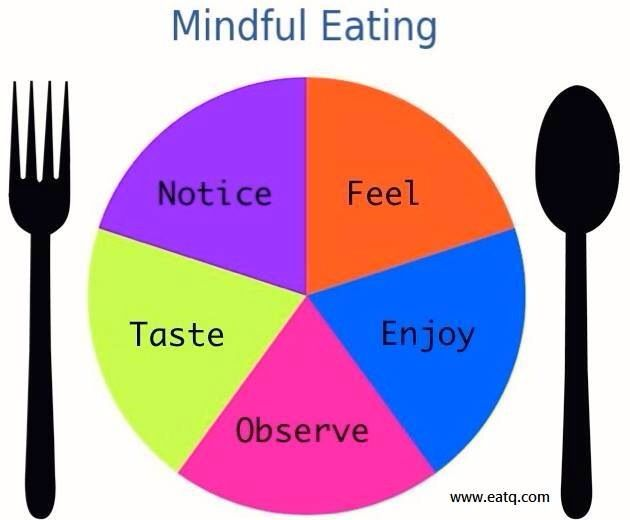 Mindful Eating
Notice
Feel
Taste
Enjoy
Observe
www.eatq.com